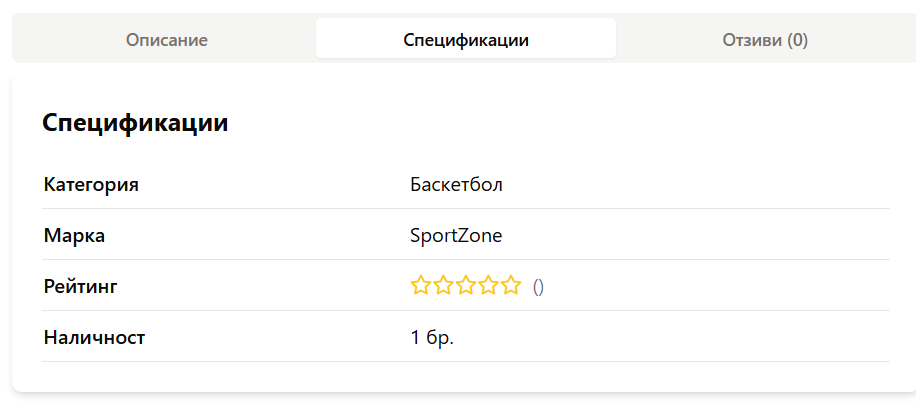 Описание Спецификации Отзиви (0)
Спецификации
Категория Баскетбол
Марка SportZone
Рейтинг ()
Наличност 1 бр.